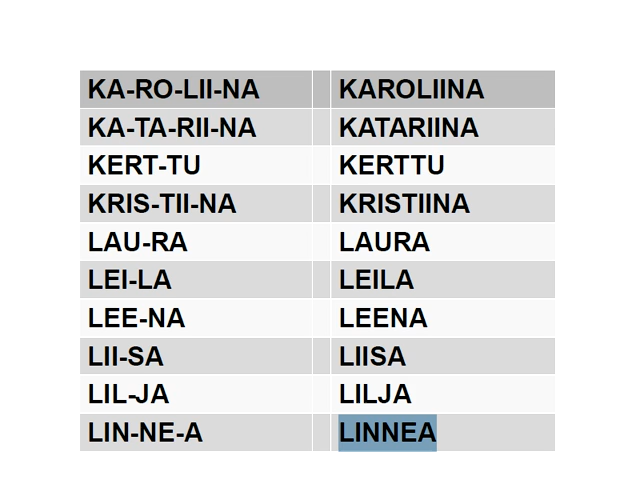 KA-RO-LII-NA KAROLIINA
KA-TA-RII-NA KATARIINA
KERT-TU KERTTU
KRIS-TII-NA KRISTIINA
LAU-RA LAURA
LEI-LA LEILA
LEE-NA LEENA
LII-SA LIISA
LIL-JA LILJA
LIN-NE-A LINNEA